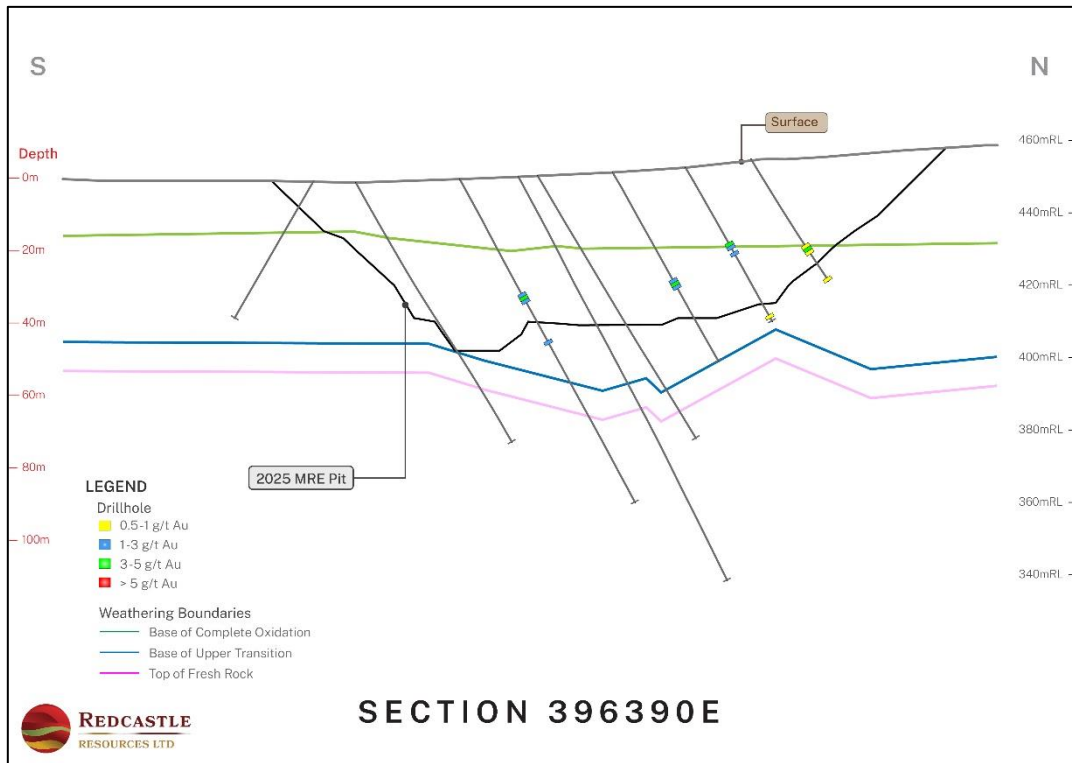 S
N
Surface
460mRL
Depth
0m
440mRL
20m
420mRL
40m
400mRL
60m
380mRL
80m
2025 MRE Pit
LEGEND
Drillhole
360mRL
0.5-1 g/t Au
1-3 g/t Au
100m
3-5 g/t Au
340mRL
> 5 g/t Au
Weathering Boundaries
Base of Complete Oxidation
Base of Upper Transition
Top of Fresh Rock
REDCASTLE
RESOURCES LTD
SECTION 396390E